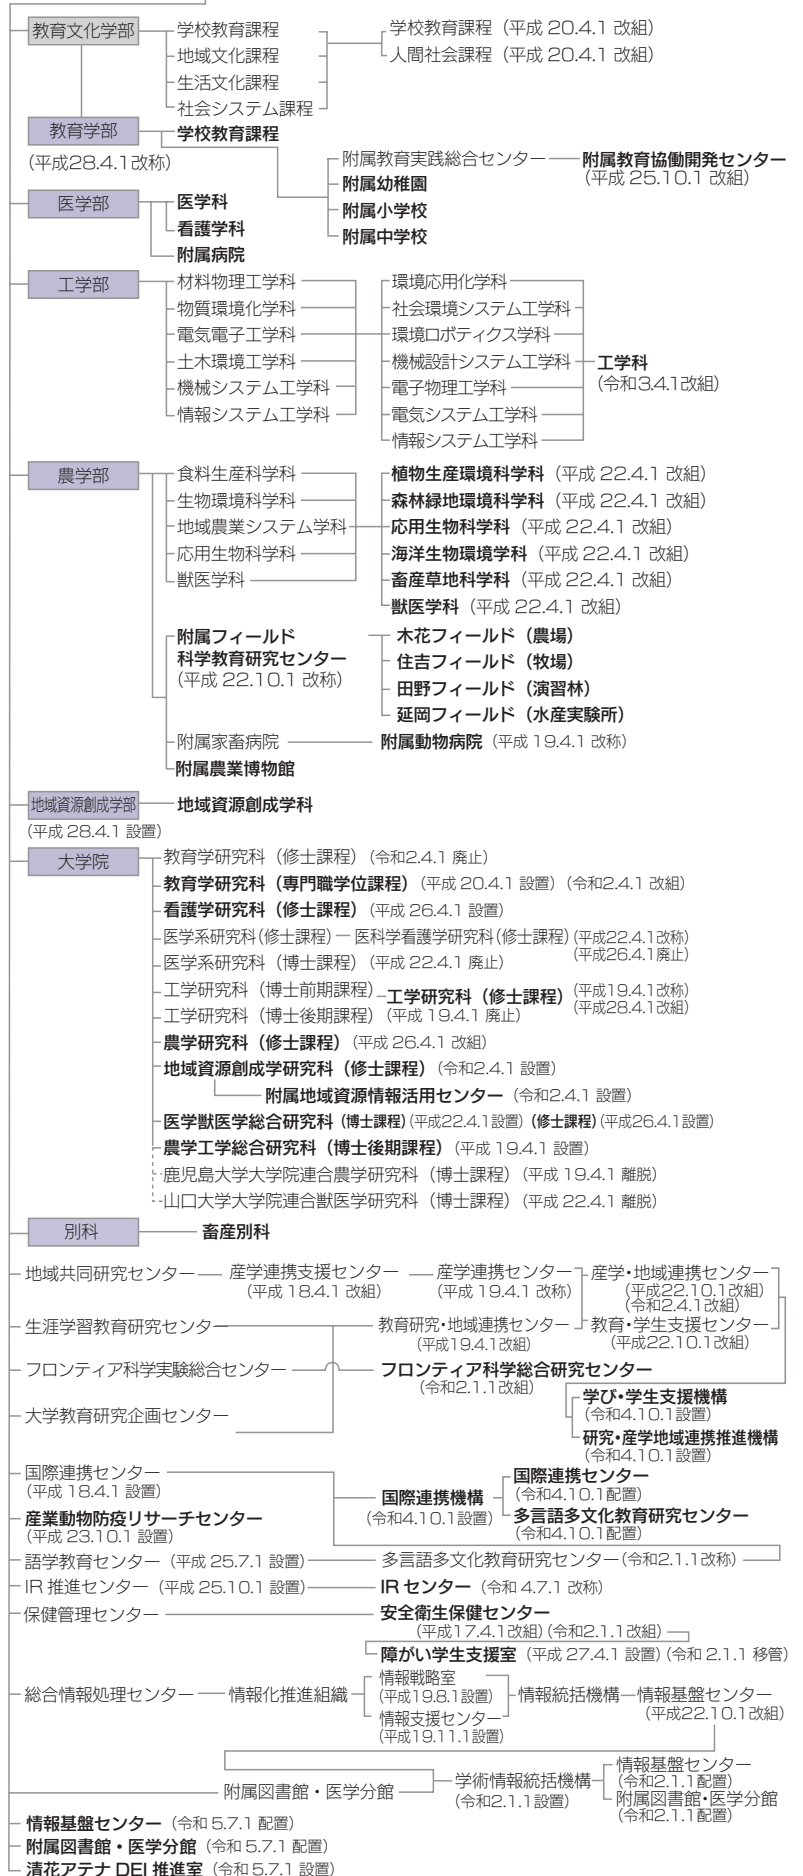 教育文化学部 学校教育課程 学校教育課程（平成 20.4.1 改組）
地域文化課程 人間社会課程（平成 20.4.1 改組）
生活文化課程
社会システム課程
教育学部 学校教育課程
（平成28.4.1改称）
附属教育実践総合センター 附属教育協働開発センター
（平成 25.10.1 改組）
附属幼稚園
附属小学校
附属中学校
医学部 医学科
看護学科
附属病院
工学部 材料物理工学科 環境応用化学科
物質環境化学科 社会環境システム工学科
電気電子工学科 環境ロボティクス学科
土木環境工学科 機械設計システム工学科 工学科
（令和3.4.1改組）
機械システム工学科 電子物理工学科
情報システム工学科 電気システム工学科
情報システム工学科
農学部 食料生産科学科 植物生産環境科学科（平成 22.4.1 改組）
生物環境科学科 森林緑地環境科学科（平成 22.4.1 改組）
地域農業システム学科 応用生物科学科（平成 22.4.1 改組）
応用生物科学科 海洋生物環境学科（平成 22.4.1 改組）
獣医学科 畜産草地科学科（平成 22.4.1 改組）
獣医学科（平成 22.4.1 改組）
附属フィールド 木花フィールド（農場）
科学教育研究センター 住吉フィールド（牧場）
（平成 22.10.1 改称） 田野フィールド（演習林）
延岡フィールド（水産実験所）
附属家畜病院 附属動物病院（平成 19.4.1 改称）
附属農業博物館
地域資源創成学部 地域資源創成学科
（平成 28.4.1 設置）
大学院 教育学研究科（修士課程）（令和2.4.1 廃止）
教育学研究科（専門職学位課程）（平成 20.4.1 設置）（令和2.4.1 改組）
看護学研究科（修士課程）（平成 26.4.1 設置）
医学系研究科（修士課程） 医科学看護学研究科（修士課程）（平成22.4.1改称）
（平成26.4.1廃止）
医学系研究科（博士課程）（平成 22.4.1 廃止）
工学研究科（博士前期課程） 工学研究科（修士課程）（平成19.4.1改称）
（平成28.4.1改組）
工学研究科（博士後期課程）（平成 19.4.1 廃止）
農学研究科（修士課程）（平成 26.4.1 改組）
地域資源創成学研究科（修士課程）（令和2.4.1 設置）
附属地域資源情報活用センター（令和2.4.1 設置）
医学獣医学総合研究科（博士課程）（平成22.4.1設置）（修士課程）（平成26.4.1設置）
農学工学総合研究科（博士後期課程）（平成 19.4.1 設置）
鹿児島大学大学院連合農学研究科（博士課程）（平成 19.4.1 離脱）
山口大学大学院連合獣医学研究科（博士課程）（平成 22.4.1 離脱）
別科 畜産別科
地域共同研究センター 産学連携支援センター 産学連携センター 産学・地域連携センター
（平成 18.4.1 改組） （平成 19.4.1 改称） （平成22.10.1改組）
（令和2.4.1改組）
生涯学習教育研究センター 教育研究・地域連携センター 教育・学生支援センター
（平成19.4.1改組） （平成22.10.1改組）
フロンティア科学実験総合センター フロンティア科学総合研究センター
（令和2.1.1改組）
学び・学生支援機構
（令和4.10.1設置）
大学教育研究企画センター
研究・産学地域連携推進機構
（令和4.10.1設置）
国際連携センター 国際連携センター
（平成 18.4.1 設置） （令和4.10.1配置）
国際連携機構
（令和4.10.1設置）
産業動物防疫リサーチセンター 多言語多文化教育研究センター
（平成 23.10.1 設置） （令和4.10.1配置）
語学教育センター（平成 25.7.1 設置） 多言語多文化教育研究センター（令和2.1.1改称）
IR 推進センター（平成 25.10.1 設置） IR センター（令和 4.7.1 改称）
保健管理センター 安全衛生保健センター
（平成17.4.1改組）（令和2.1.1改組）
障がい学生支援室（平成 27.4.1 設置）（令和 2.1.1 移管）
総合情報処理センター 情報化推進組織 情報戦略室
（平成19.8.1設置）
情報支援センター
（平成19.11.1設置）
情報統括機構 情報基盤センター
（平成22.10.1改組）
附属図書館・医学分館 学術情報統括機構
（令和2.1.1設置）
情報基盤センター
（令和2.1.1配置）
附属図書館・医学分館
（令和2.1.1配置）
情報基盤センター（令和 5.7.1 配置）
附属図書館・医学分館（令和 5.7.1 配置）
清花アテナ DEI 推進室（令和 5.7.1 設置）